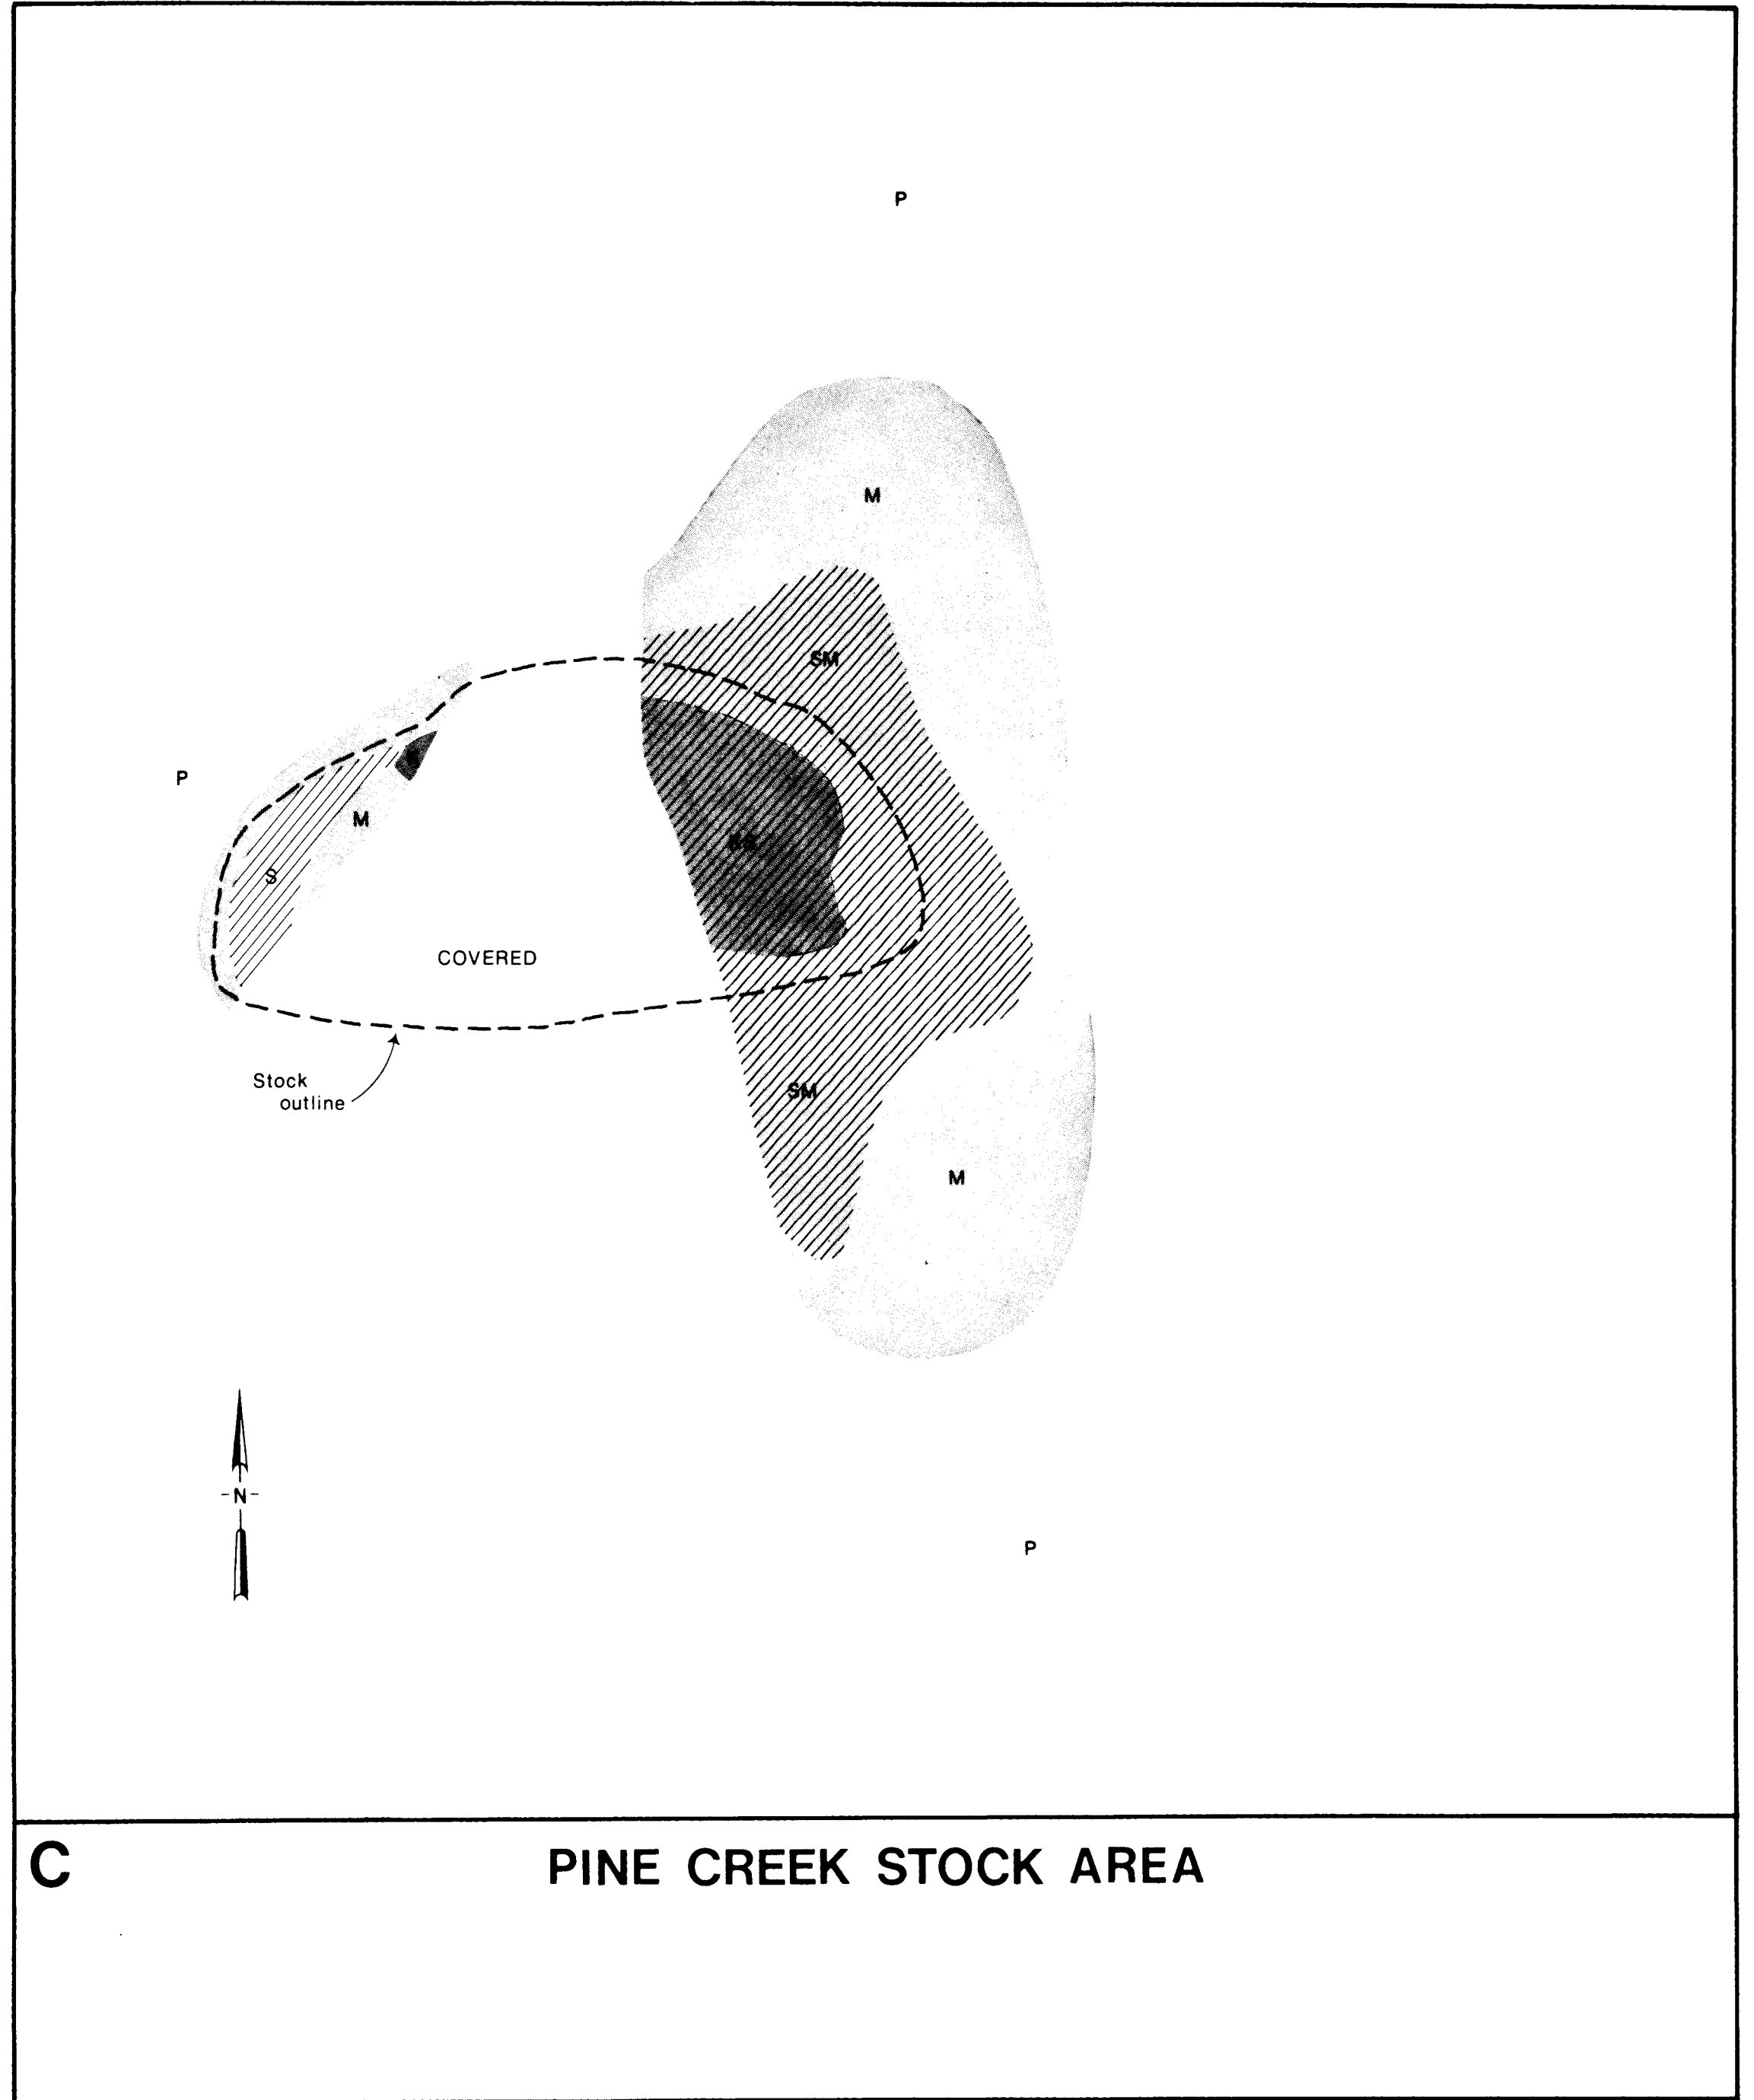 P
M
SM
P
M
S
COVERED
Stock
outline
SM
M
-N-
P
C
PINE CREEK STOCK AREA